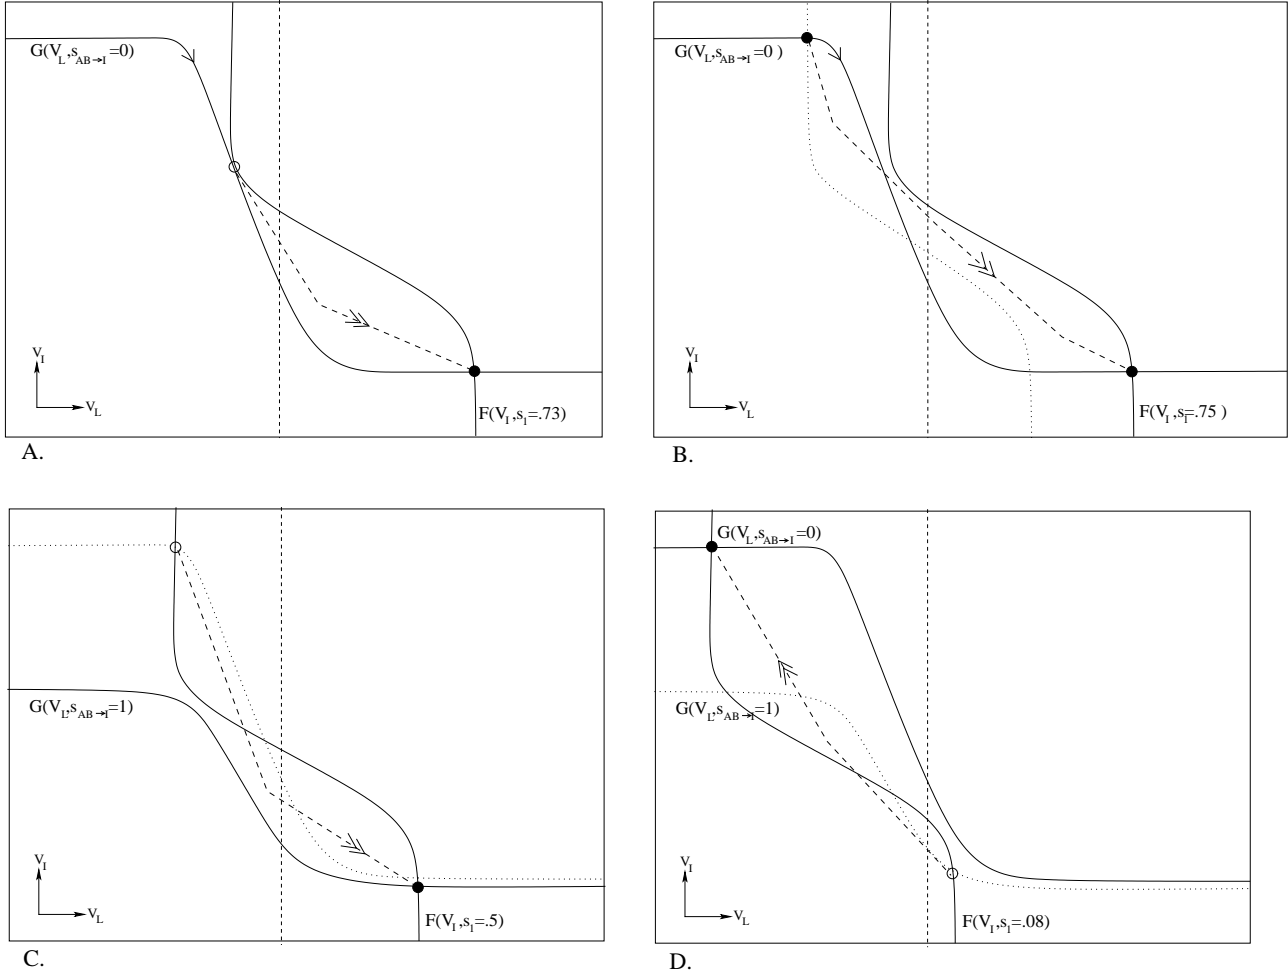 G(V_L,s_AB→I=0)
V_I
V_L
F(V_I,s_I=.73)
A.
G(V_L,s_AB→I=0 )
V_I
V_L
F(V_I,s_I=.75 )
B.
G(V_L,s_AB→I=1)
V_I
V_L
F(V_I,s_I=.5)
C.
G(V_L,s_AB→I=0)
G(V_L,s_AB→I=1)
V_I
V_L
F(V_I,s_I=.08)
D.